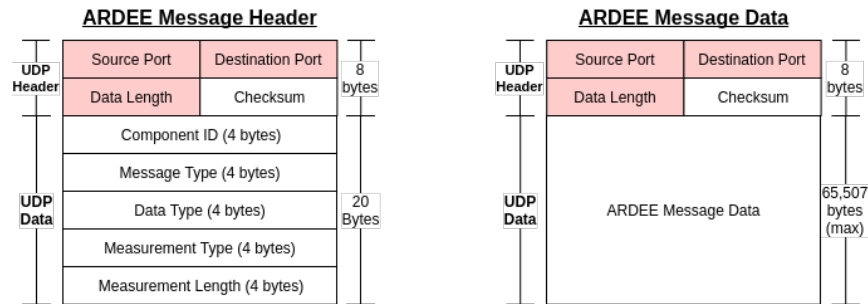 ARDEE Message Header
UDP
Header
Source Port
Destination Port
8
bytes
Data Length
Checksum
UDP
Data
Component ID (4 bytes)
Message Type (4 bytes)
Data Type (4 bytes)
Measurement Type (4 bytes)
Measurement Length (4 bytes)
20
Bytes
ARDEE Message Data
UDP
Header
Source Port
Destination Port
8
bytes
Data Length
Checksum
UDP
Data
ARDEE Message Data
65,507
bytes
(max)